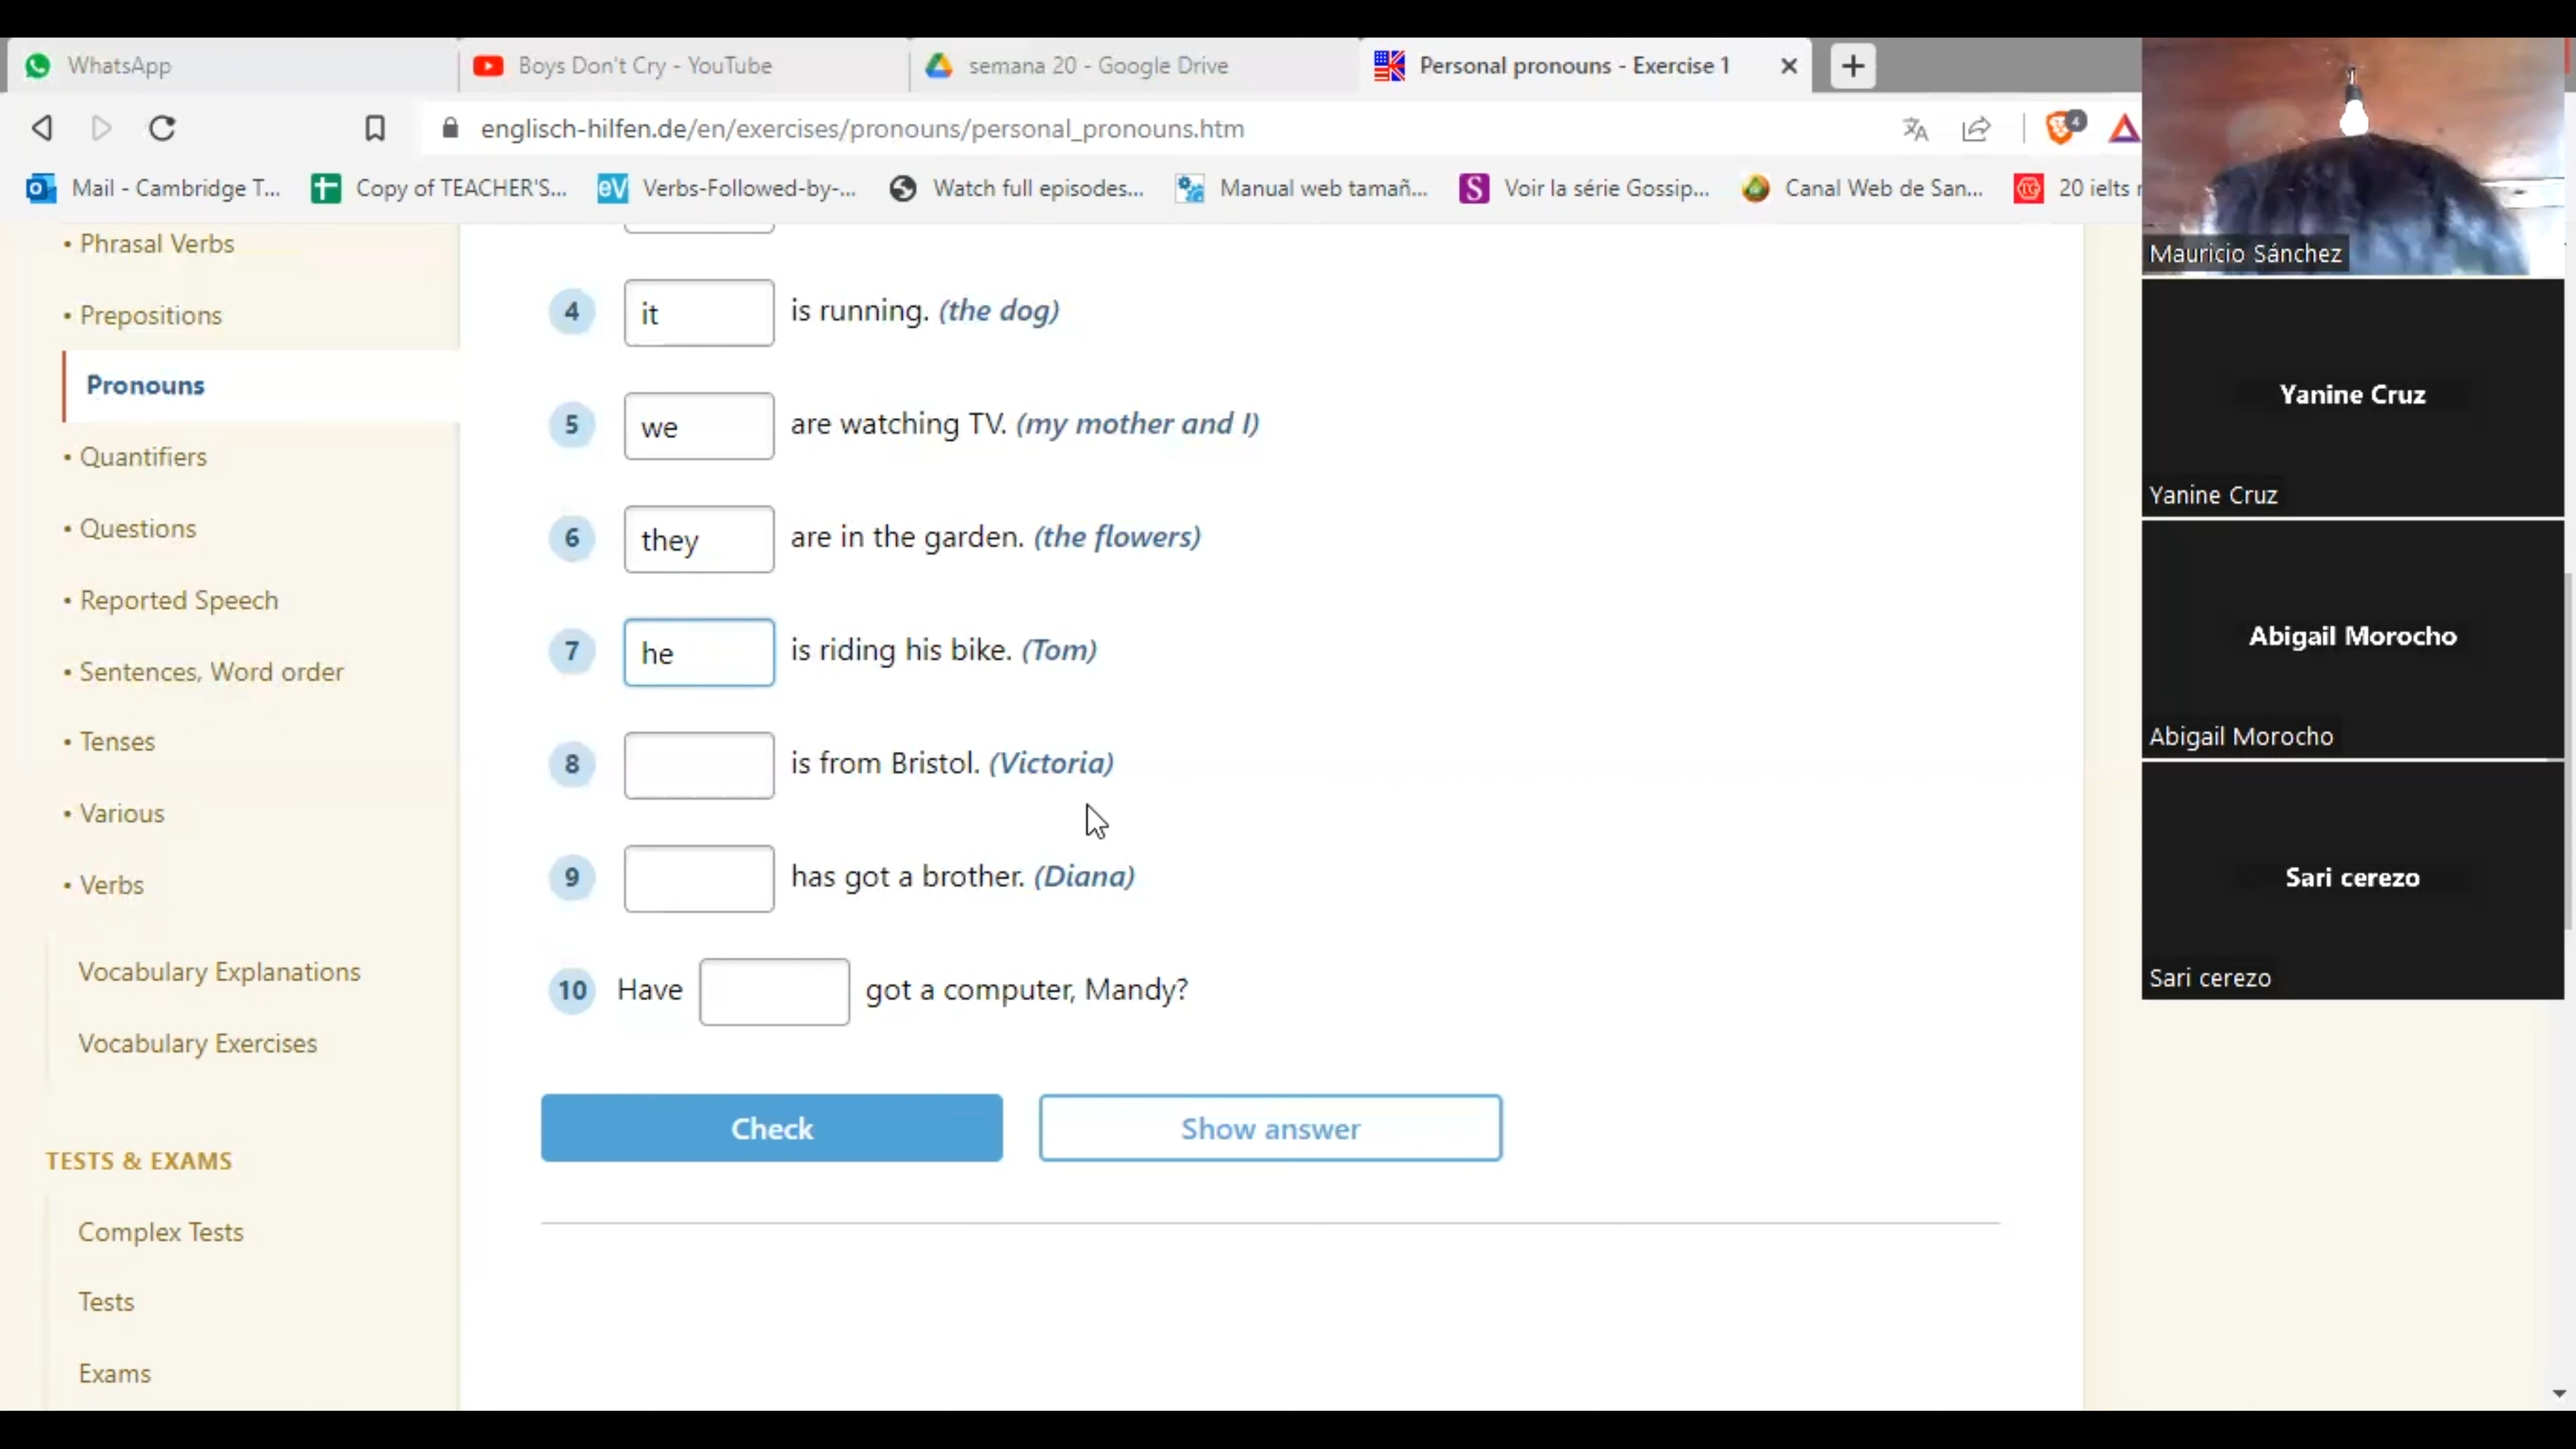 WhatsApp
Boys Don't Cry - YouTube
semana 20 - Google Drive
Personal pronouns - Exercise 1
englisch-hilfen.de/en/exercises/pronouns/personal_pronouns.htm
4
Mail - Cambridge T...
Copy of TEACHER'S...
eV Verbs-Followed-by-...
Watch full episodes...
Manual web tamañ...
S Voir la série Gossip...
Canal Web de San...
TG 20 ielts
• Phrasal Verbs
• Prepositions
Pronouns
• Quantifiers
• Questions
• Reported Speech
• Sentences, Word order
• Tenses
• Various
• Verbs
Vocabulary Explanations
Vocabulary Exercises
TESTS & EXAMS
Complex Tests
Tests
Exams
4 it is running. (the dog)
5 we are watching TV. (my mother and I)
6 they are in the garden. (the flowers)
7 he is riding his bike. (Tom)
8 is from Bristol. (Victoria)
9 has got a brother. (Diana)
10 Have got a computer, Mandy?
Check
Show answer
Mauricio Sánchez
Yanine Cruz
Yanine Cruz
Abigail Morocho
Abigail Morocho
Sari cerezo
Sari cerezo